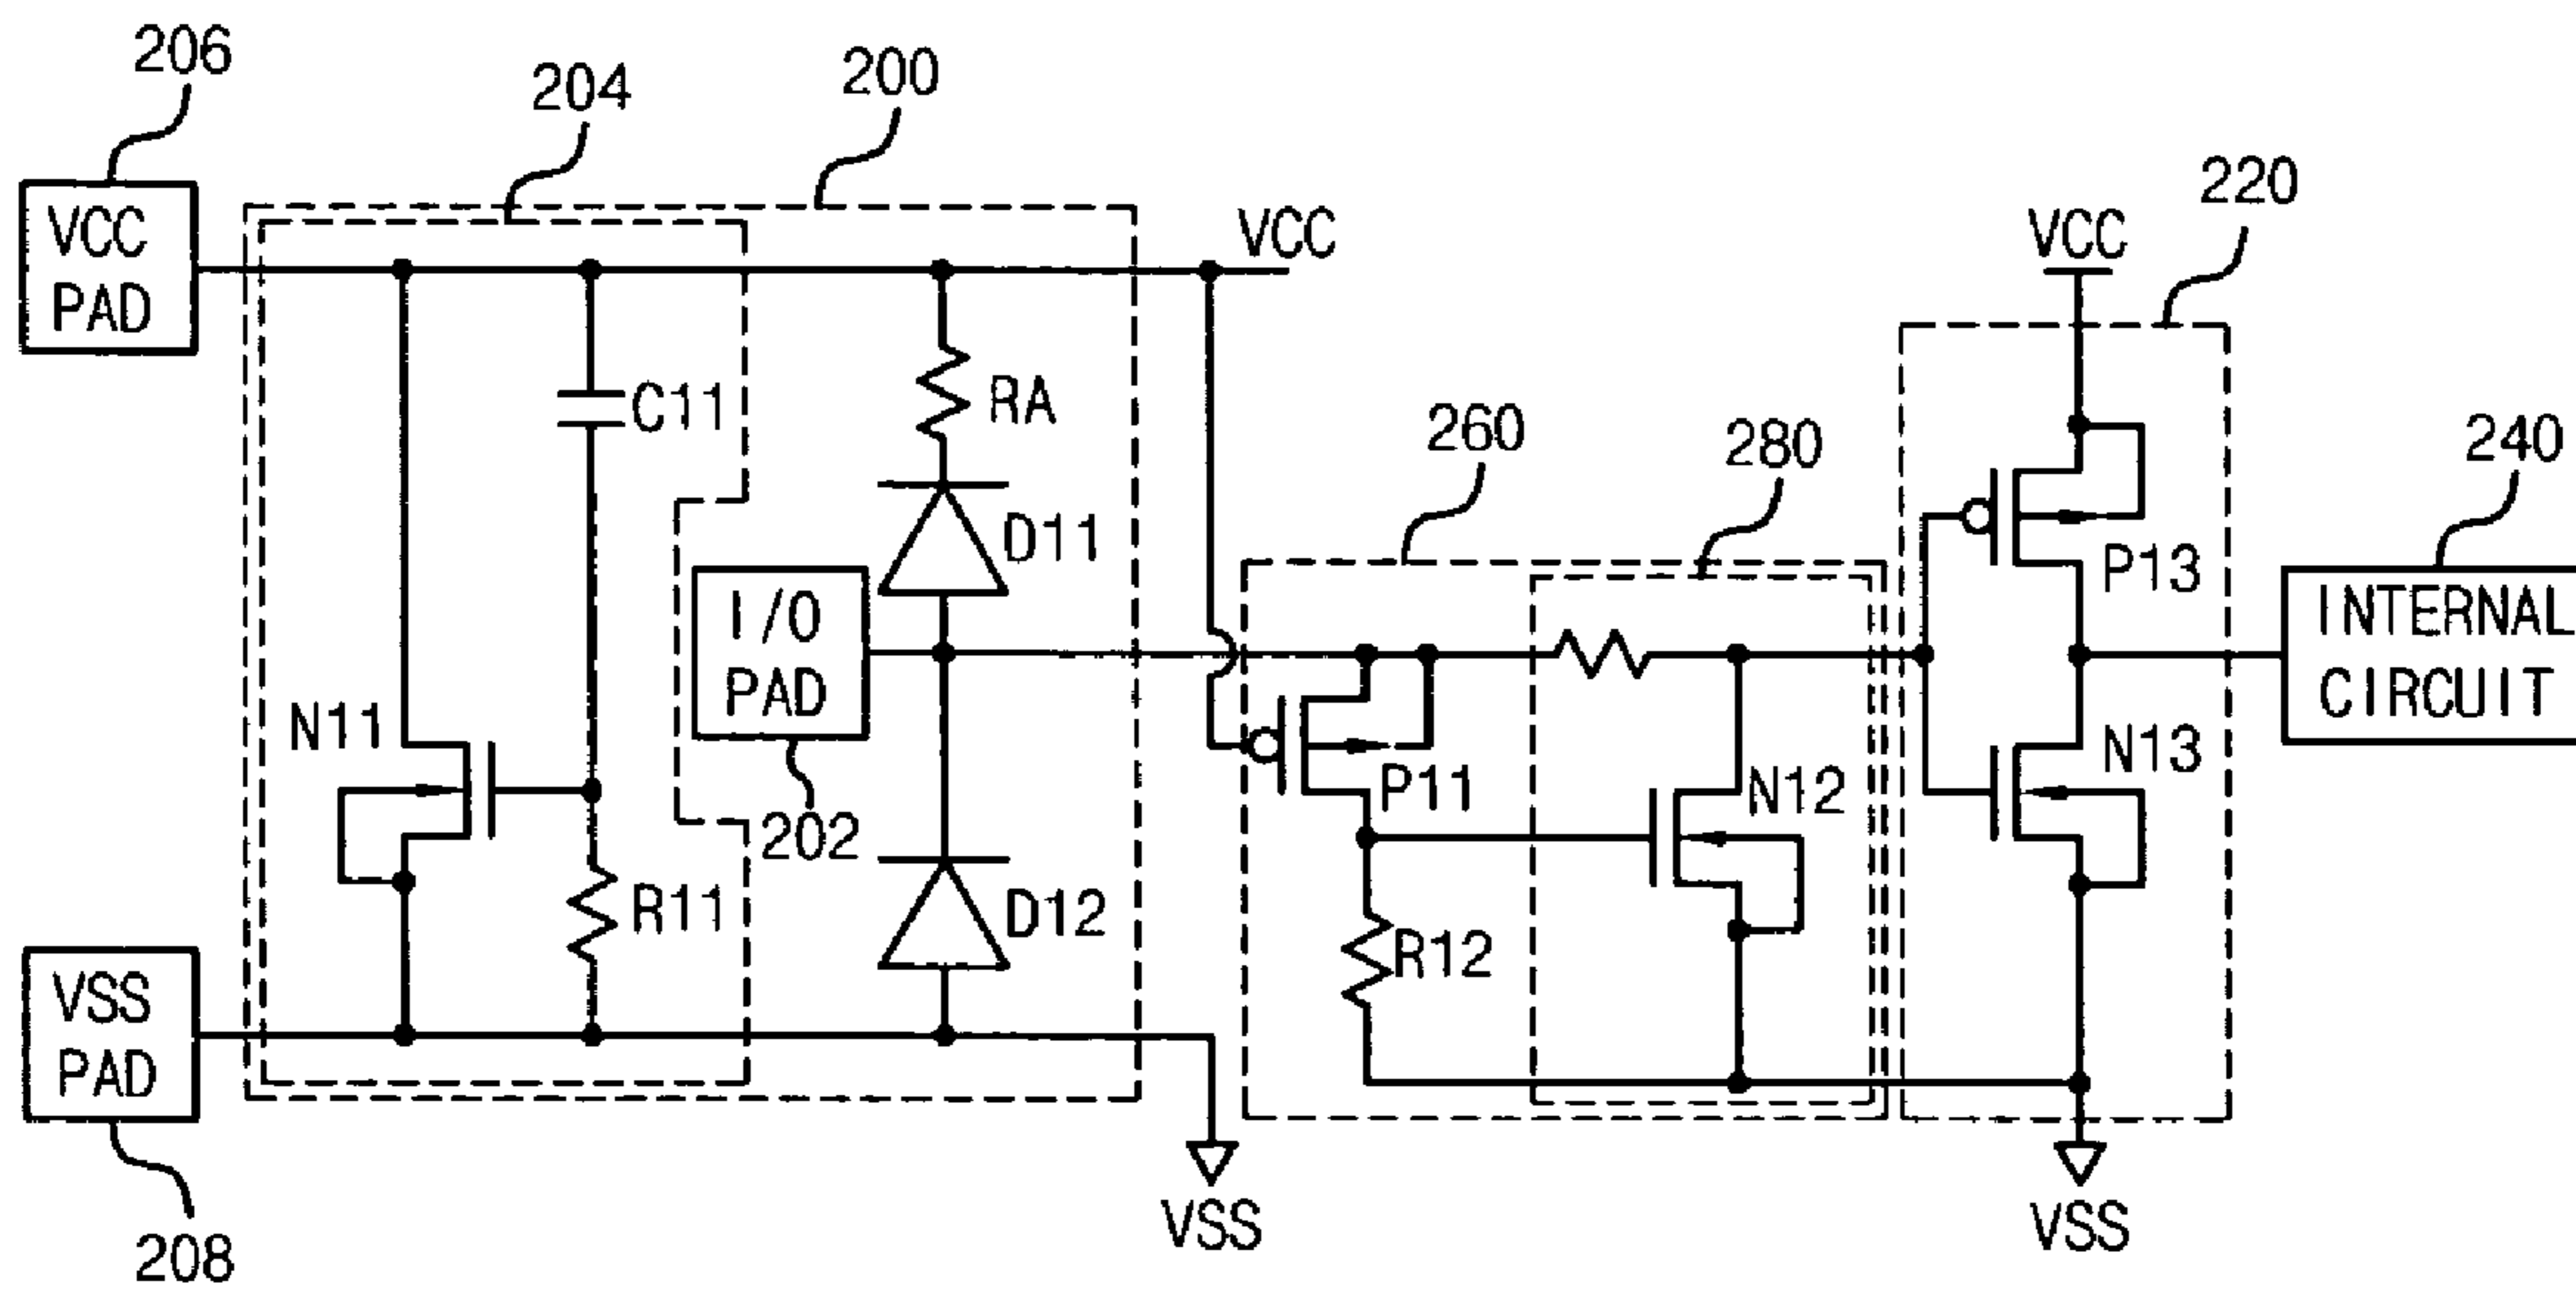 206
204
200
220
VCC
PAD
VCC
VCC
C11
RA
260
280
240
D11
P13
I/O
PAD
INTERNAL
CIRCUIT
N11
P11
N12
N13
202
R11
D12
R12
VSS
PAD
VSS
VSS
208